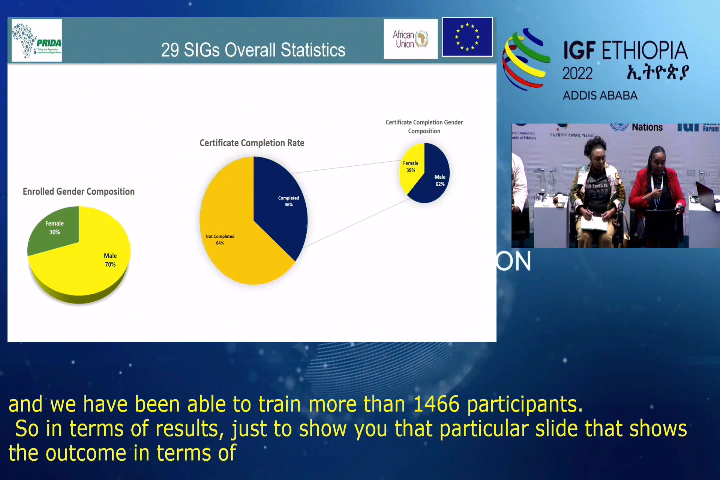 PRIDA
29 SIGs Overall Statistics
African
Union
IGF ETHIOPIA
2022 ኢትዮጵያ
ADDIS ABABA
Nations
Certificate Completion Gender
Composition
Female
38%
Male
62%
Certificate Completion Rate
Completed
36%
Not Completed
64%
Enrolled Gender Composition
Female
30%
Male
70%
ON
and we have been able to train more than 1466 participants.
So in terms of results, just to show you that particular slide that shows
the outcome in terms of